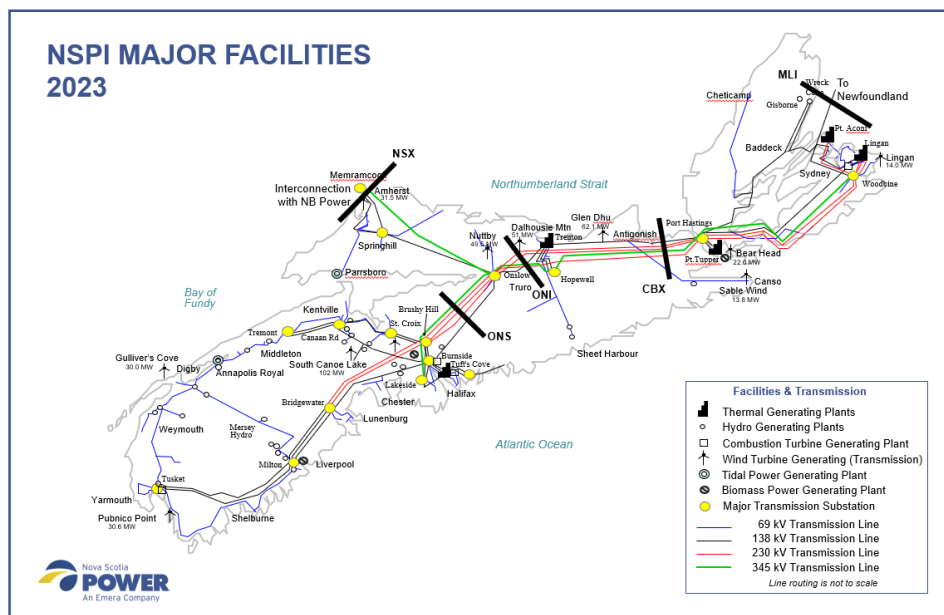 NSPI MAJOR FACILITIES
2023
MLI
Wreck
Cove
To
Newfoundland
Gisborne
Cheticamp
Pt. Aconi
Lingan
Baddeck
Lingan
14.0 MW
Sydney
Woodbine
NSX
Memramcook
Amherst
31.5 MW
Interconnection
with NB Power
Northumberland Strait
Springhill
Nuttby
49.5 MW
Dalhousie Mtn
51 MW
Trenton
Glen Dhu
62.1 MW
Antigonish
Port Hastings
Bear Head
22.0 MW
Pt.Tupper
Canso
Sable Wind
13.8 MW
CBX
Parrsboro
Onslow
Truro
ONI
Hopewell
Bay of
Fundy
Kentville
Brushy Hill
St. Croix
ONS
Tremont
Canaan Rd
Middleton
South Canoe Lake
102 MW
Burnside
Tuft's Cove
Sheet Harbour
Gulliver's Cove
30.0 MW
Digby
Annapolis Royal
Lakeside
Halifax
Chester
Bridgewater
Lunenburg
Weymouth
Mersey
Hydro
Atlantic Ocean
Milton
Liverpool
Tusket
Yarmouth
Shelburne
Pubnico Point
30.6 MW
Facilities & Transmission
Thermal Generating Plants
Hydro Generating Plants
Combustion Turbine Generating Plant
Wind Turbine Generating (Transmission)
Tidal Power Generating Plant
Biomass Power Generating Plant
Major Transmission Substation
69 kV Transmission Line
138 kV Transmission Line
230 kV Transmission Line
345 kV Transmission Line
Line routing is not to scale
Nova Scotia
POWER
An Emera Company